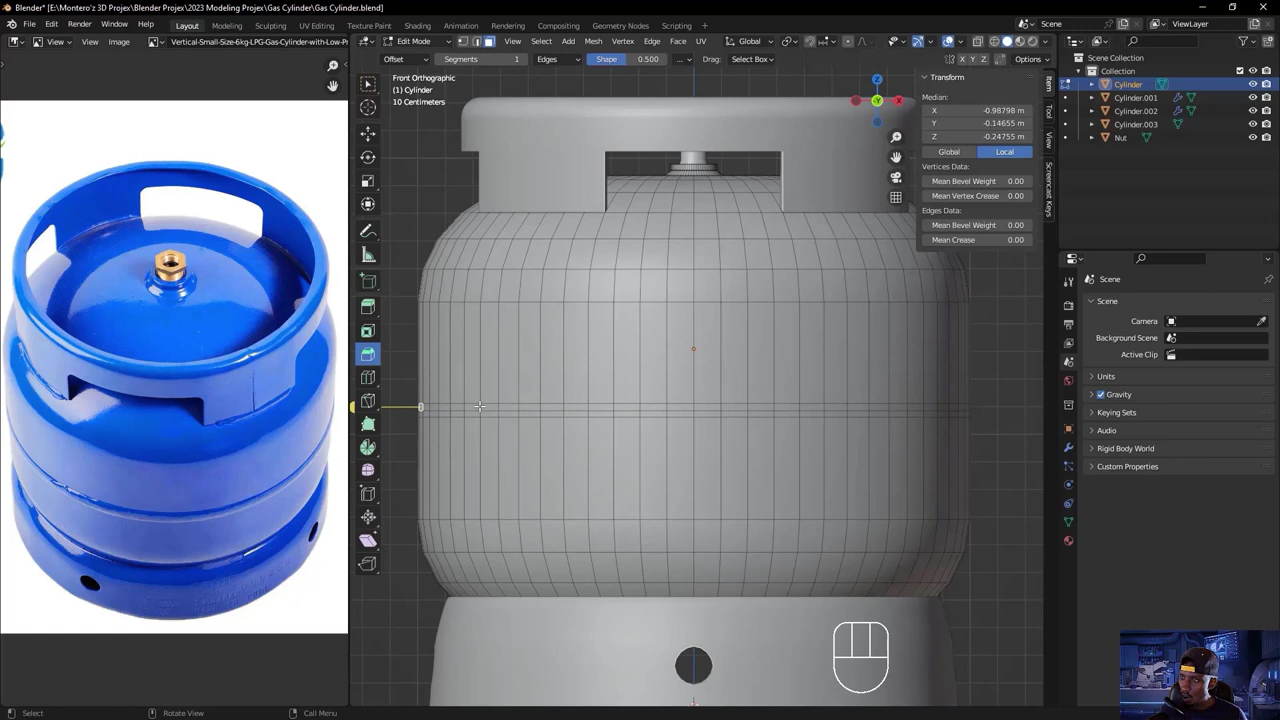 Blender* [E:\Montero'z 3D Projex\Blender Projex\2023 Modeling Projex\Gas Cylinder\Gas Cylinder.blend]
File Edit Render Window Help Layout Modeling Sculpting UV Editing Texture Paint Shading Animation Rendering Compositing Geometry Nodes Scripting Scene ViewLayer
View View Image Vertical-Small-Size-6kg-LPG-Gas-Cylinder-with-Low-Pr Edit Mode View Select Add Mesh Vertex Edge Face UV Global
Offset Segments 1 Edges Shape 0.500 ... Drag: Select Box X Y Z Options
Scene Collection
Collection
Cylinder
Cylinder.001
Cylinder.002
Cylinder.003
Nut
Front Orthographic
(1) Cylinder
10 Centimeters
Z
X
-Y
Transform
Median:
X -0.98798 m
Y -0.14655 m
Z -0.24755 m
Global Local
Vertices Data:
Mean Bevel Weight 0.00
Mean Vertex Crease 0.00
Edges Data:
Mean Bevel Weight 0.00
Mean Crease 0.00
Item
Tool
View
Screencast Keys
Scene
Scene
Camera
Background Scene
Active Clip
Units
Gravity
Keying Sets
Audio
Rigid Body World
Custom Properties
Select Rotate View Call Menu